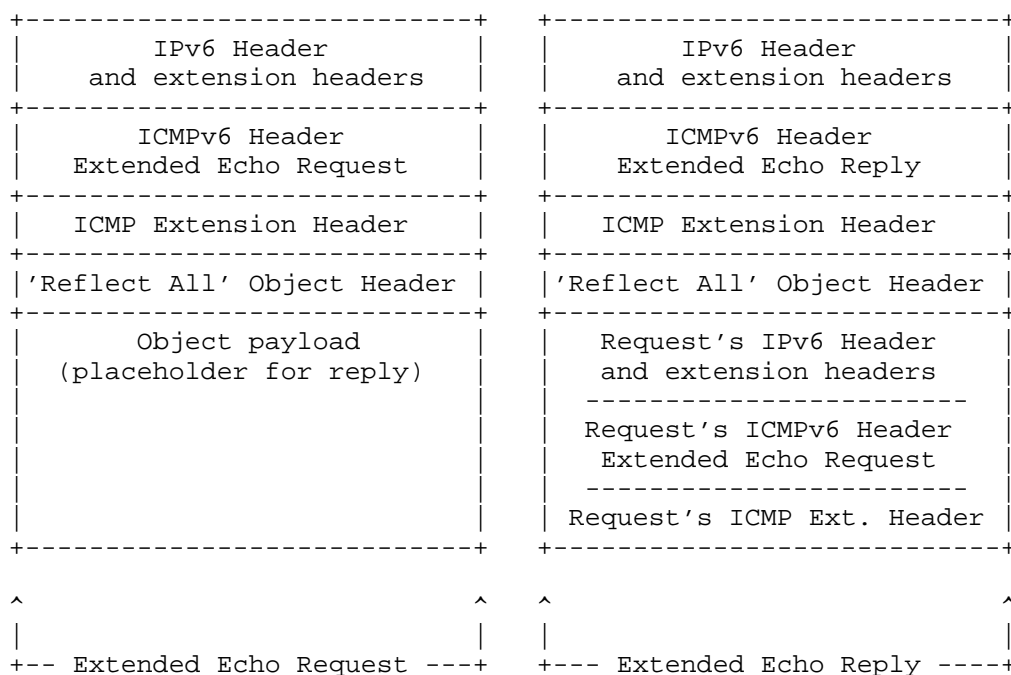 +----------------------------+   +----------------------------+
|        IPv6 Header         |   |        IPv6 Header         |
|    and extension headers   |   |    and extension headers   |
+----------------------------+   +----------------------------+
|       ICMPv6 Header        |   |       ICMPv6 Header        |
|   Extended Echo Request    |   |    Extended Echo Reply     |
+----------------------------+   +----------------------------+
|   ICMP Extension Header    |   |   ICMP Extension Header    |
+----------------------------+   +----------------------------+
|’Reflect All’ Object Header |   |’Reflect All’ Object Header |
+----------------------------+   +----------------------------+
|       Object payload       |   |   Request’s IPv6 Header    |
|  (placeholder for reply)   |   |   and extension headers    |
|                            |   |  ------------------------  |
|                            |   |  Request’s ICMPv6 Header   |
|                            |   |   Extended Echo Request    |
|                            |   |  ------------------------  |
|                            |   | Request’s ICMP Ext. Header |
+----------------------------+   +----------------------------+
^                            ^   ^                            ^
|                            |   |                            |
+-- Extended Echo Request ---+   +--- Extended Echo Reply ----+